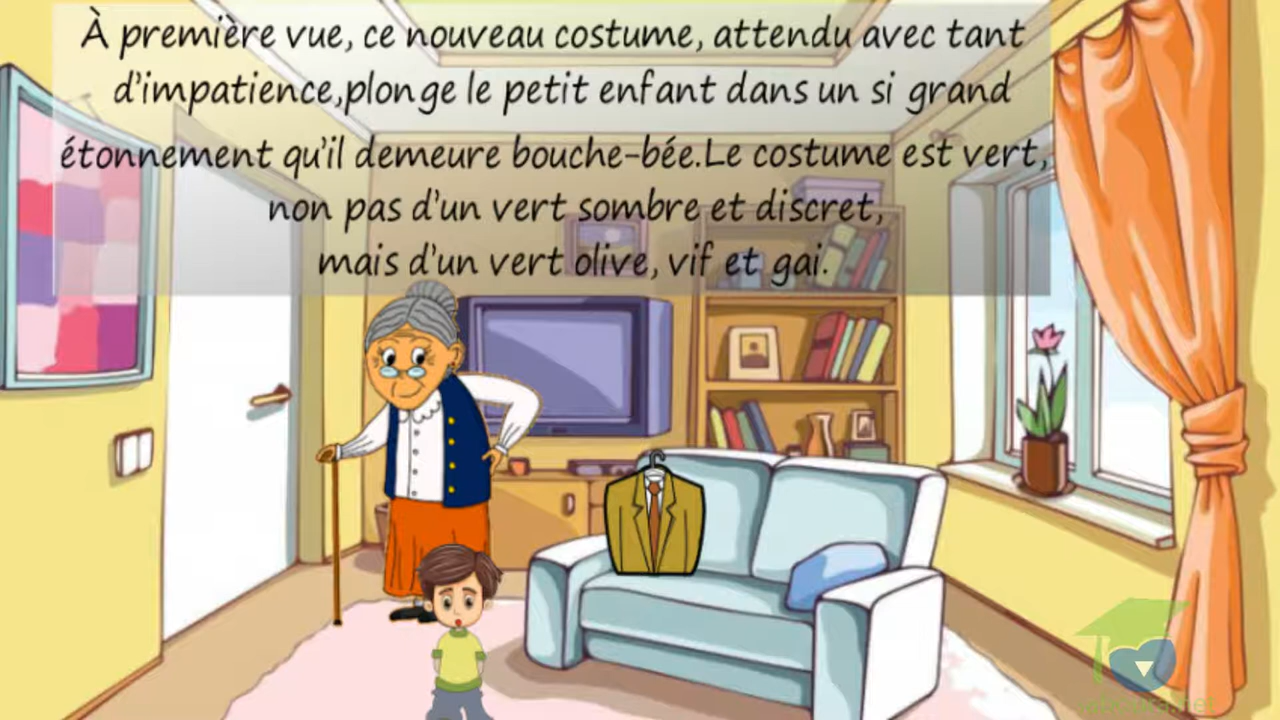 À première vue, ce nouveau costume, attendu avec tant
d'impatience,plonge le petit enfant dans un si grand
étonnement qu'il demeure bouche-bée.Le costume est vert,
non pas d'un vert sombre et discret,
mais d'un vert olive, vif et gai.